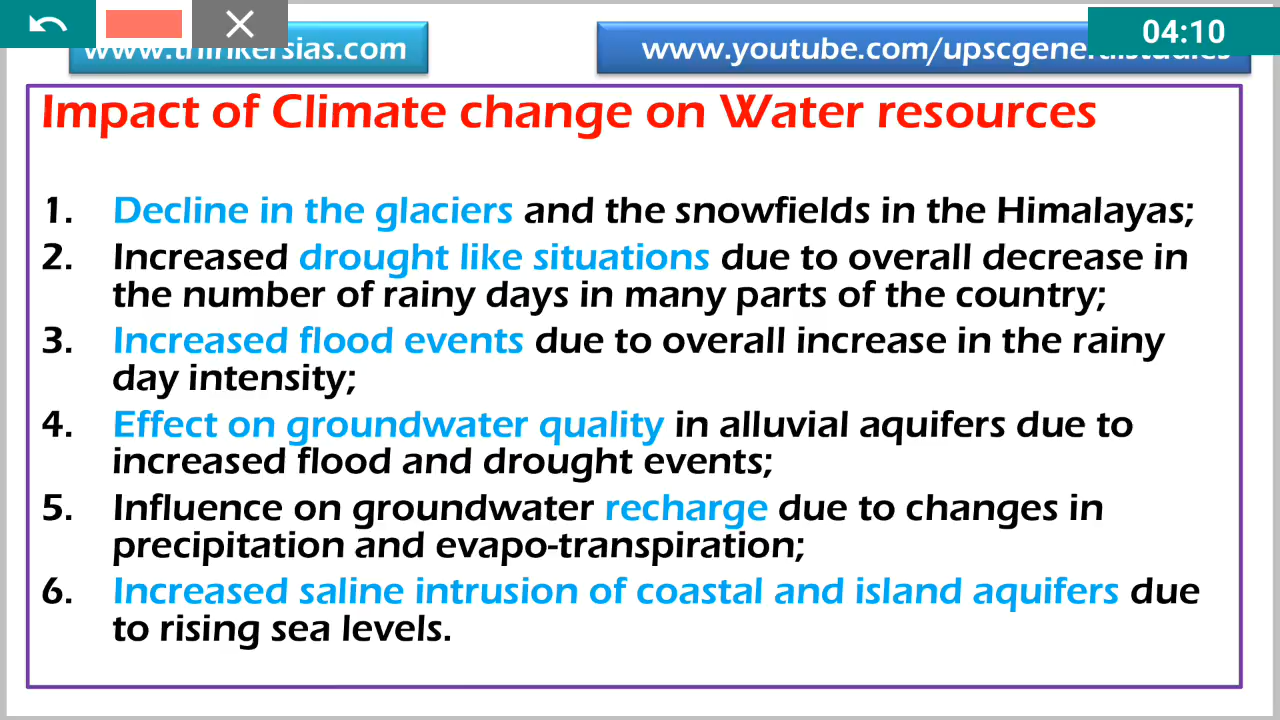 www.thinkersias.com
www.youtube.com/upscgeneralstudies
04:10
Impact of Climate change on Water resources
1. Decline in the glaciers and the snowfields in the Himalayas;
2. Increased drought like situations due to overall decrease in
the number of rainy days in many parts of the country;
3. Increased flood events due to overall increase in the rainy
day intensity;
4. Effect on groundwater quality in alluvial aquifers due to
increased flood and drought events;
5. Influence on groundwater recharge due to changes in
precipitation and evapo-transpiration;
6. Increased saline intrusion of coastal and island aquifers due
to rising sea levels.